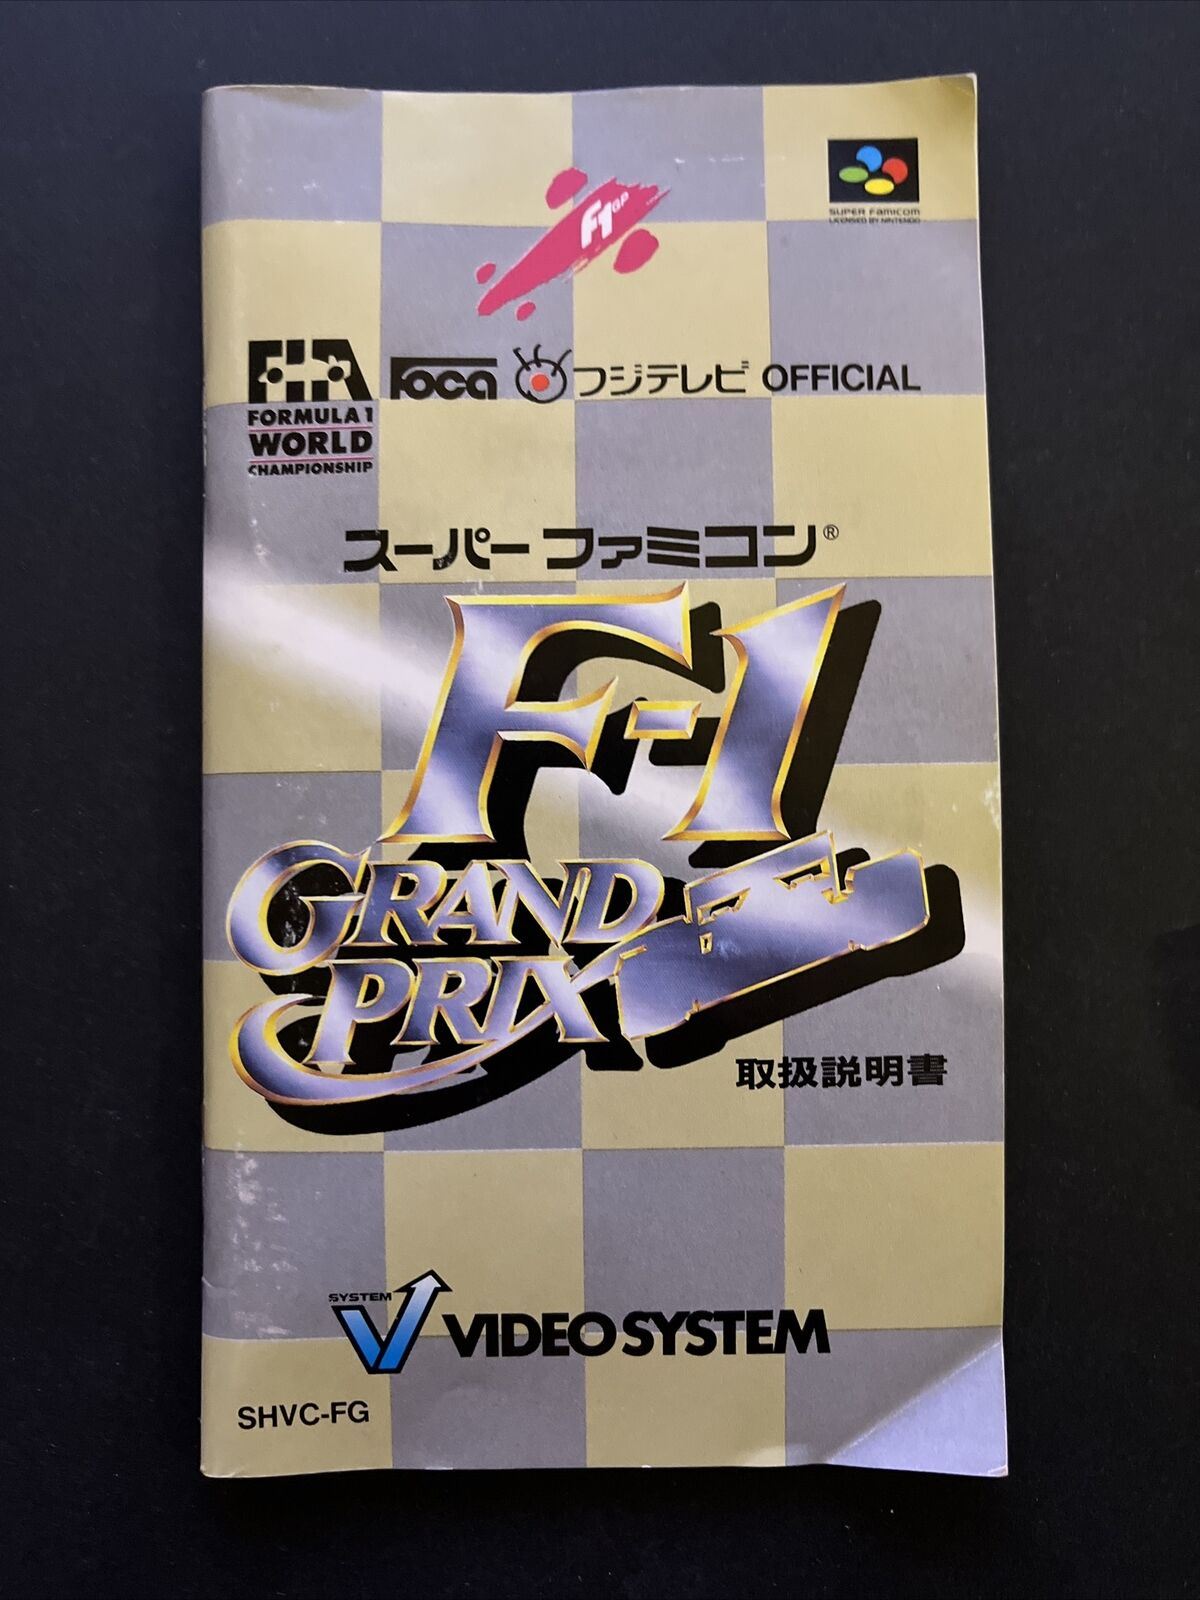 F1 GP
SUPER FAMICOM
LICENSED BY NINTENDO
FIA
FORMULA 1
WORLD
CHAMPIONSHIP
Foca フジテレビ OFFICIAL
スーパーファミコン®
F-1
GRAND
PRIX
取扱説明書
SYSTEM
V VIDEO SYSTEM
SHVC-FG